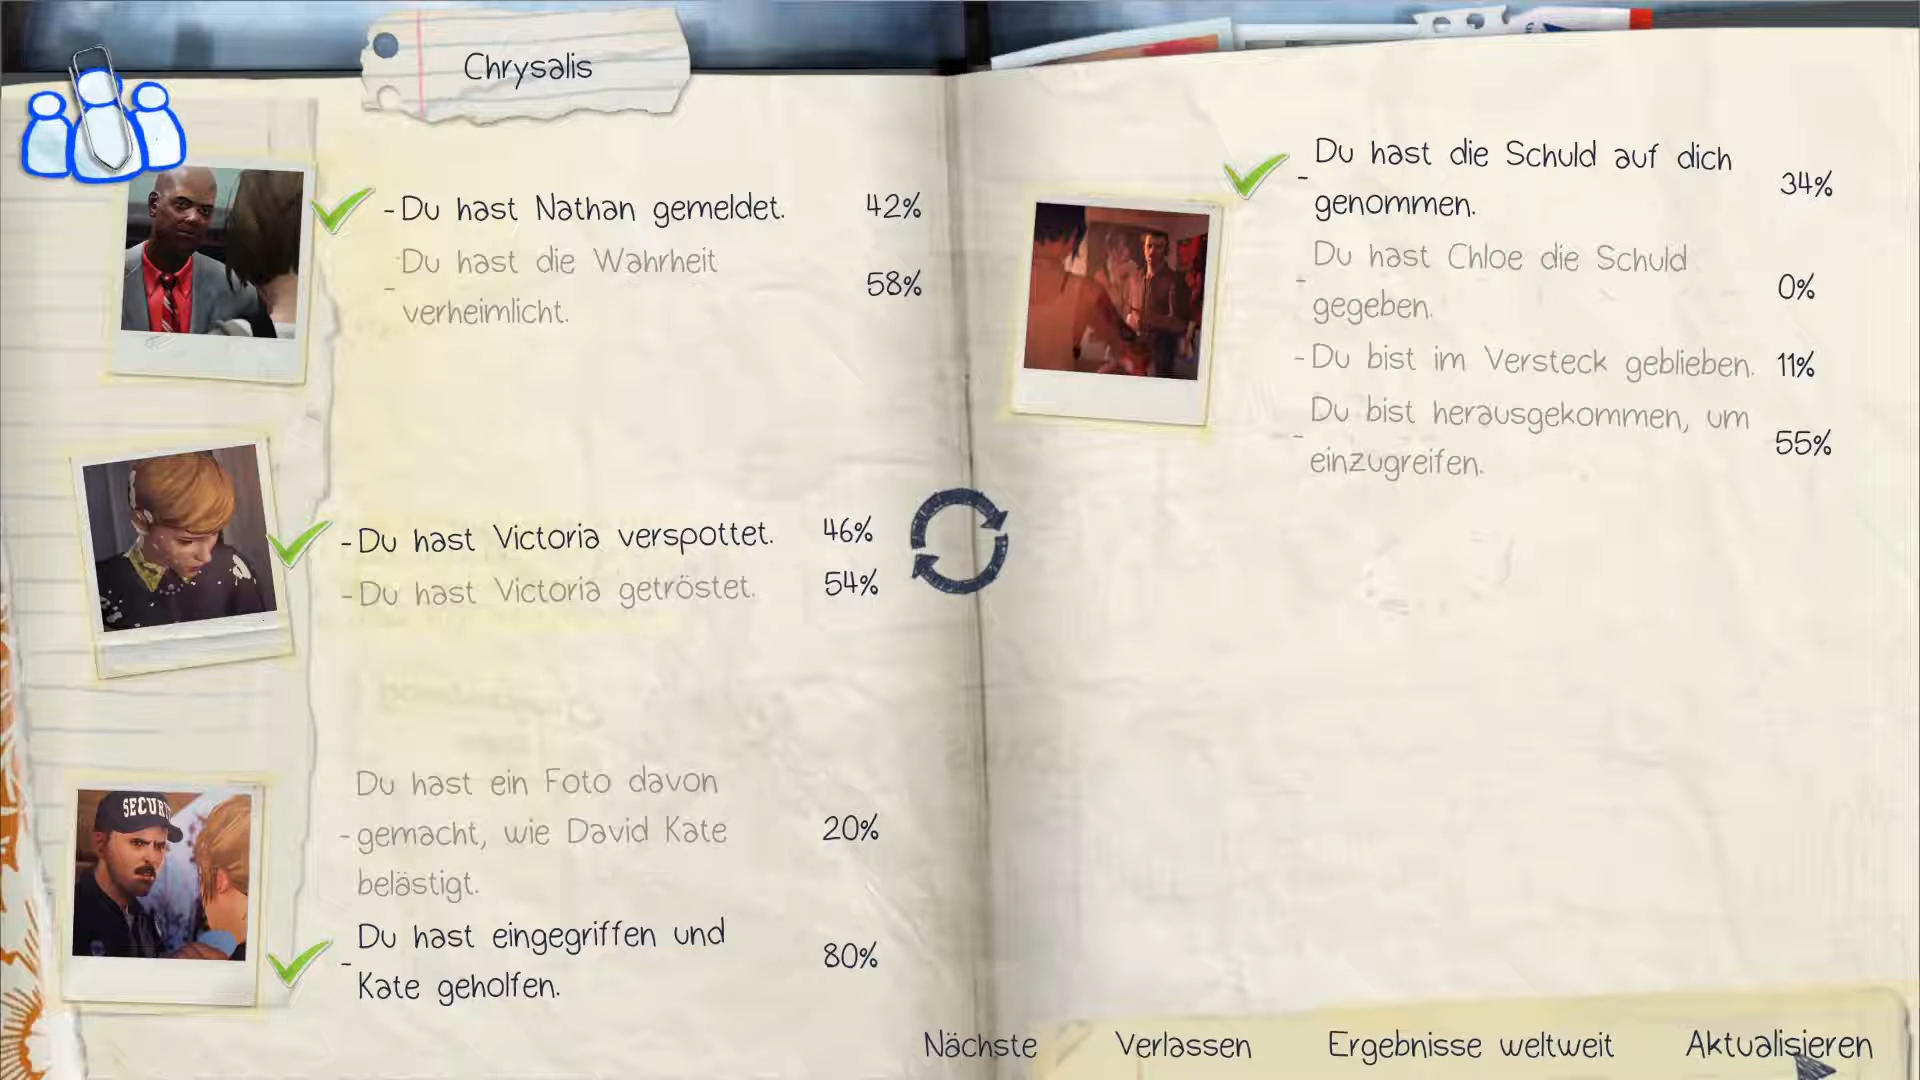 Chrysalis
- Du hast Nathan gemeldet. 42%
- Du hast die Wahrheit
verheimlicht. 58%
- Du hast Victoria verspottet. 46%
- Du hast Victoria getröstet. 54%
Du hast ein Foto davon
- gemacht, wie David Kate 20%
belästigt.
SECURI
- Du hast eingegriffen und
Kate geholfen. 80%
- Du hast die Schuld auf dich
genommen. 34%
- Du hast Chloe die Schuld
gegeben. 0%
- Du bist im Versteck geblieben. 11%
- Du bist herausgekommen, um
einzugreifen. 55%
Nächste Verlassen Ergebnisse weltweit Aktualisieren